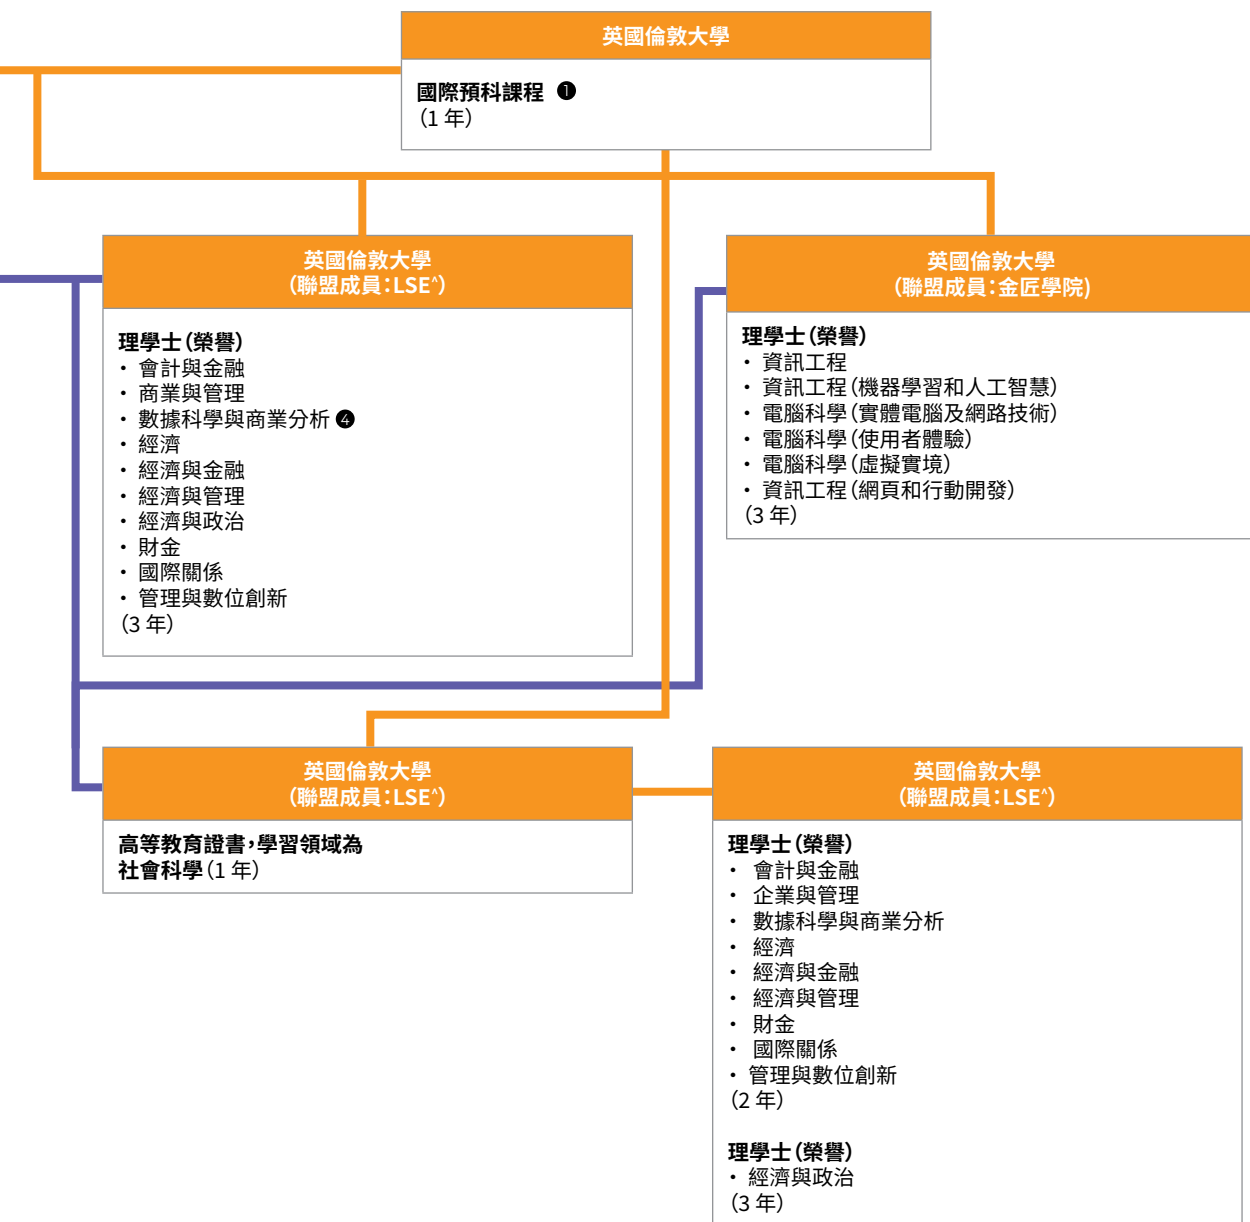 英國倫敦大學
國際預科課程 ❶
（1 年）
英國倫敦大學
（聯盟成員：LSE^）
理學士（榮譽）
・ 會計與金融
・ 商業與管理
・ 數據科學與商業分析 ❹
・ 經濟
・ 經濟與金融
・ 經濟與管理
・ 經濟與政治
・ 財金
・ 國際關係
・ 管理與數位創新
（3 年）
英國倫敦大學
（聯盟成員：金匠學院)
理學士（榮譽）
・ 資訊工程
・ 資訊工程（機器學習和人工智慧）
・ 電腦科學（實體電腦及網路技術）
・ 電腦科學（使用者體驗）
・ 電腦科學（虛擬實境）
・ 資訊工程（網頁和行動開發）
（3 年）
英國倫敦大學
（聯盟成員：LSE^）
高等教育證書，學習領域為
社會科學（1 年）
英國倫敦大學
（聯盟成員：LSE^）
理學士（榮譽）
・ 會計與金融
・ 企業與管理
・ 數據科學與商業分析
・ 經濟
・ 經濟與金融
・ 經濟與管理
・ 財金
・ 國際關係
・ 管理與數位創新
（2 年）
理學士（榮譽）
・ 經濟與政治
（3 年）